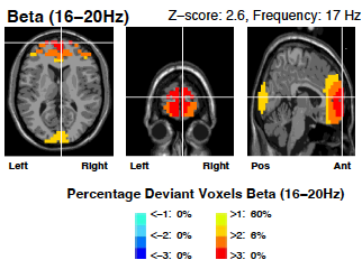 Beta (16−20Hz) Z−score: 2.6, Frequency: 17 Hz
Left Right Left Right Pos Ant
Percentage Deviant Voxels Beta (16−20Hz)
<−1: 0% >1: 60%
<−2: 0% >2: 6%
<−3: 0% >3: 0%